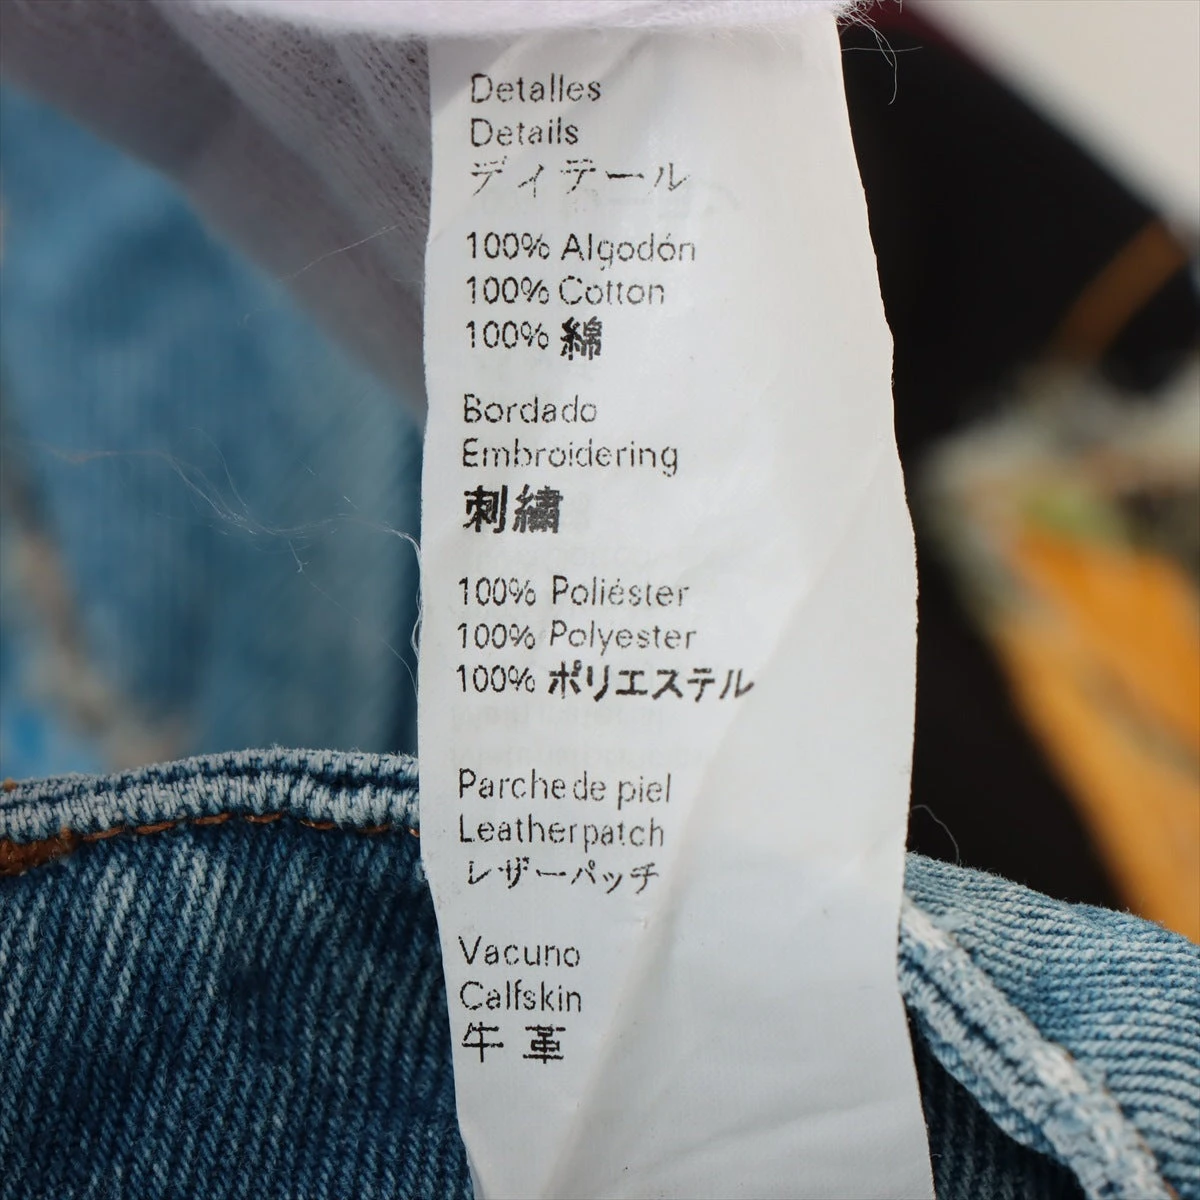 Detalles
Details
ディテール
100% Algodón
100% Cotton
100% 綿
Bordado
Embroidering
刺繍
100% Poliéster
100% Polyester
100% ポリエステル
Parche de piel
Leatherpatch
レザーパッチ
Vacuno
Calfskin
牛革